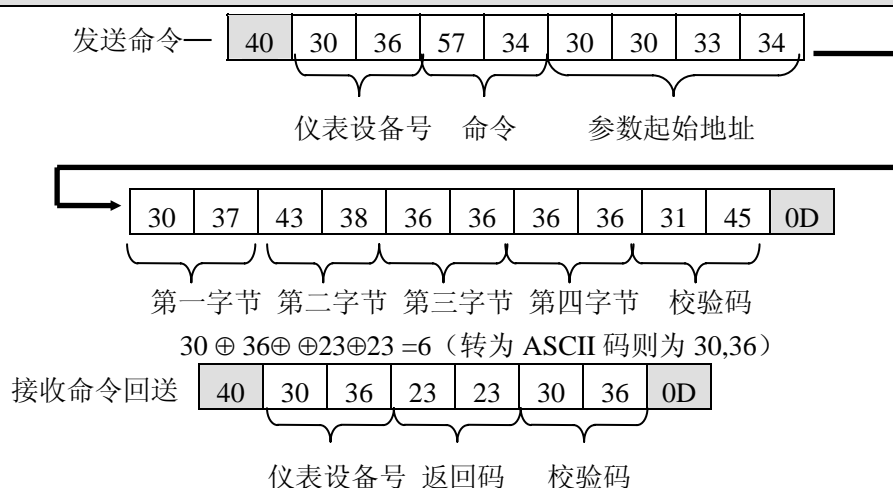 发送命令— 40 30 36 57 34 30 30 33 34
仪表设备号 命令 参数起始地址
30 37 43 38 36 36 36 36 31 45 0D
第一字节 第二字节 第三字节 第四字节 校验码
30 ⊕ 36⊕ ⊕23⊕23 =6（转为 ASCII 码则为 30,36）
接收命令回送 40 30 36 23 23 30 36 0D
仪表设备号 返回码 校验码